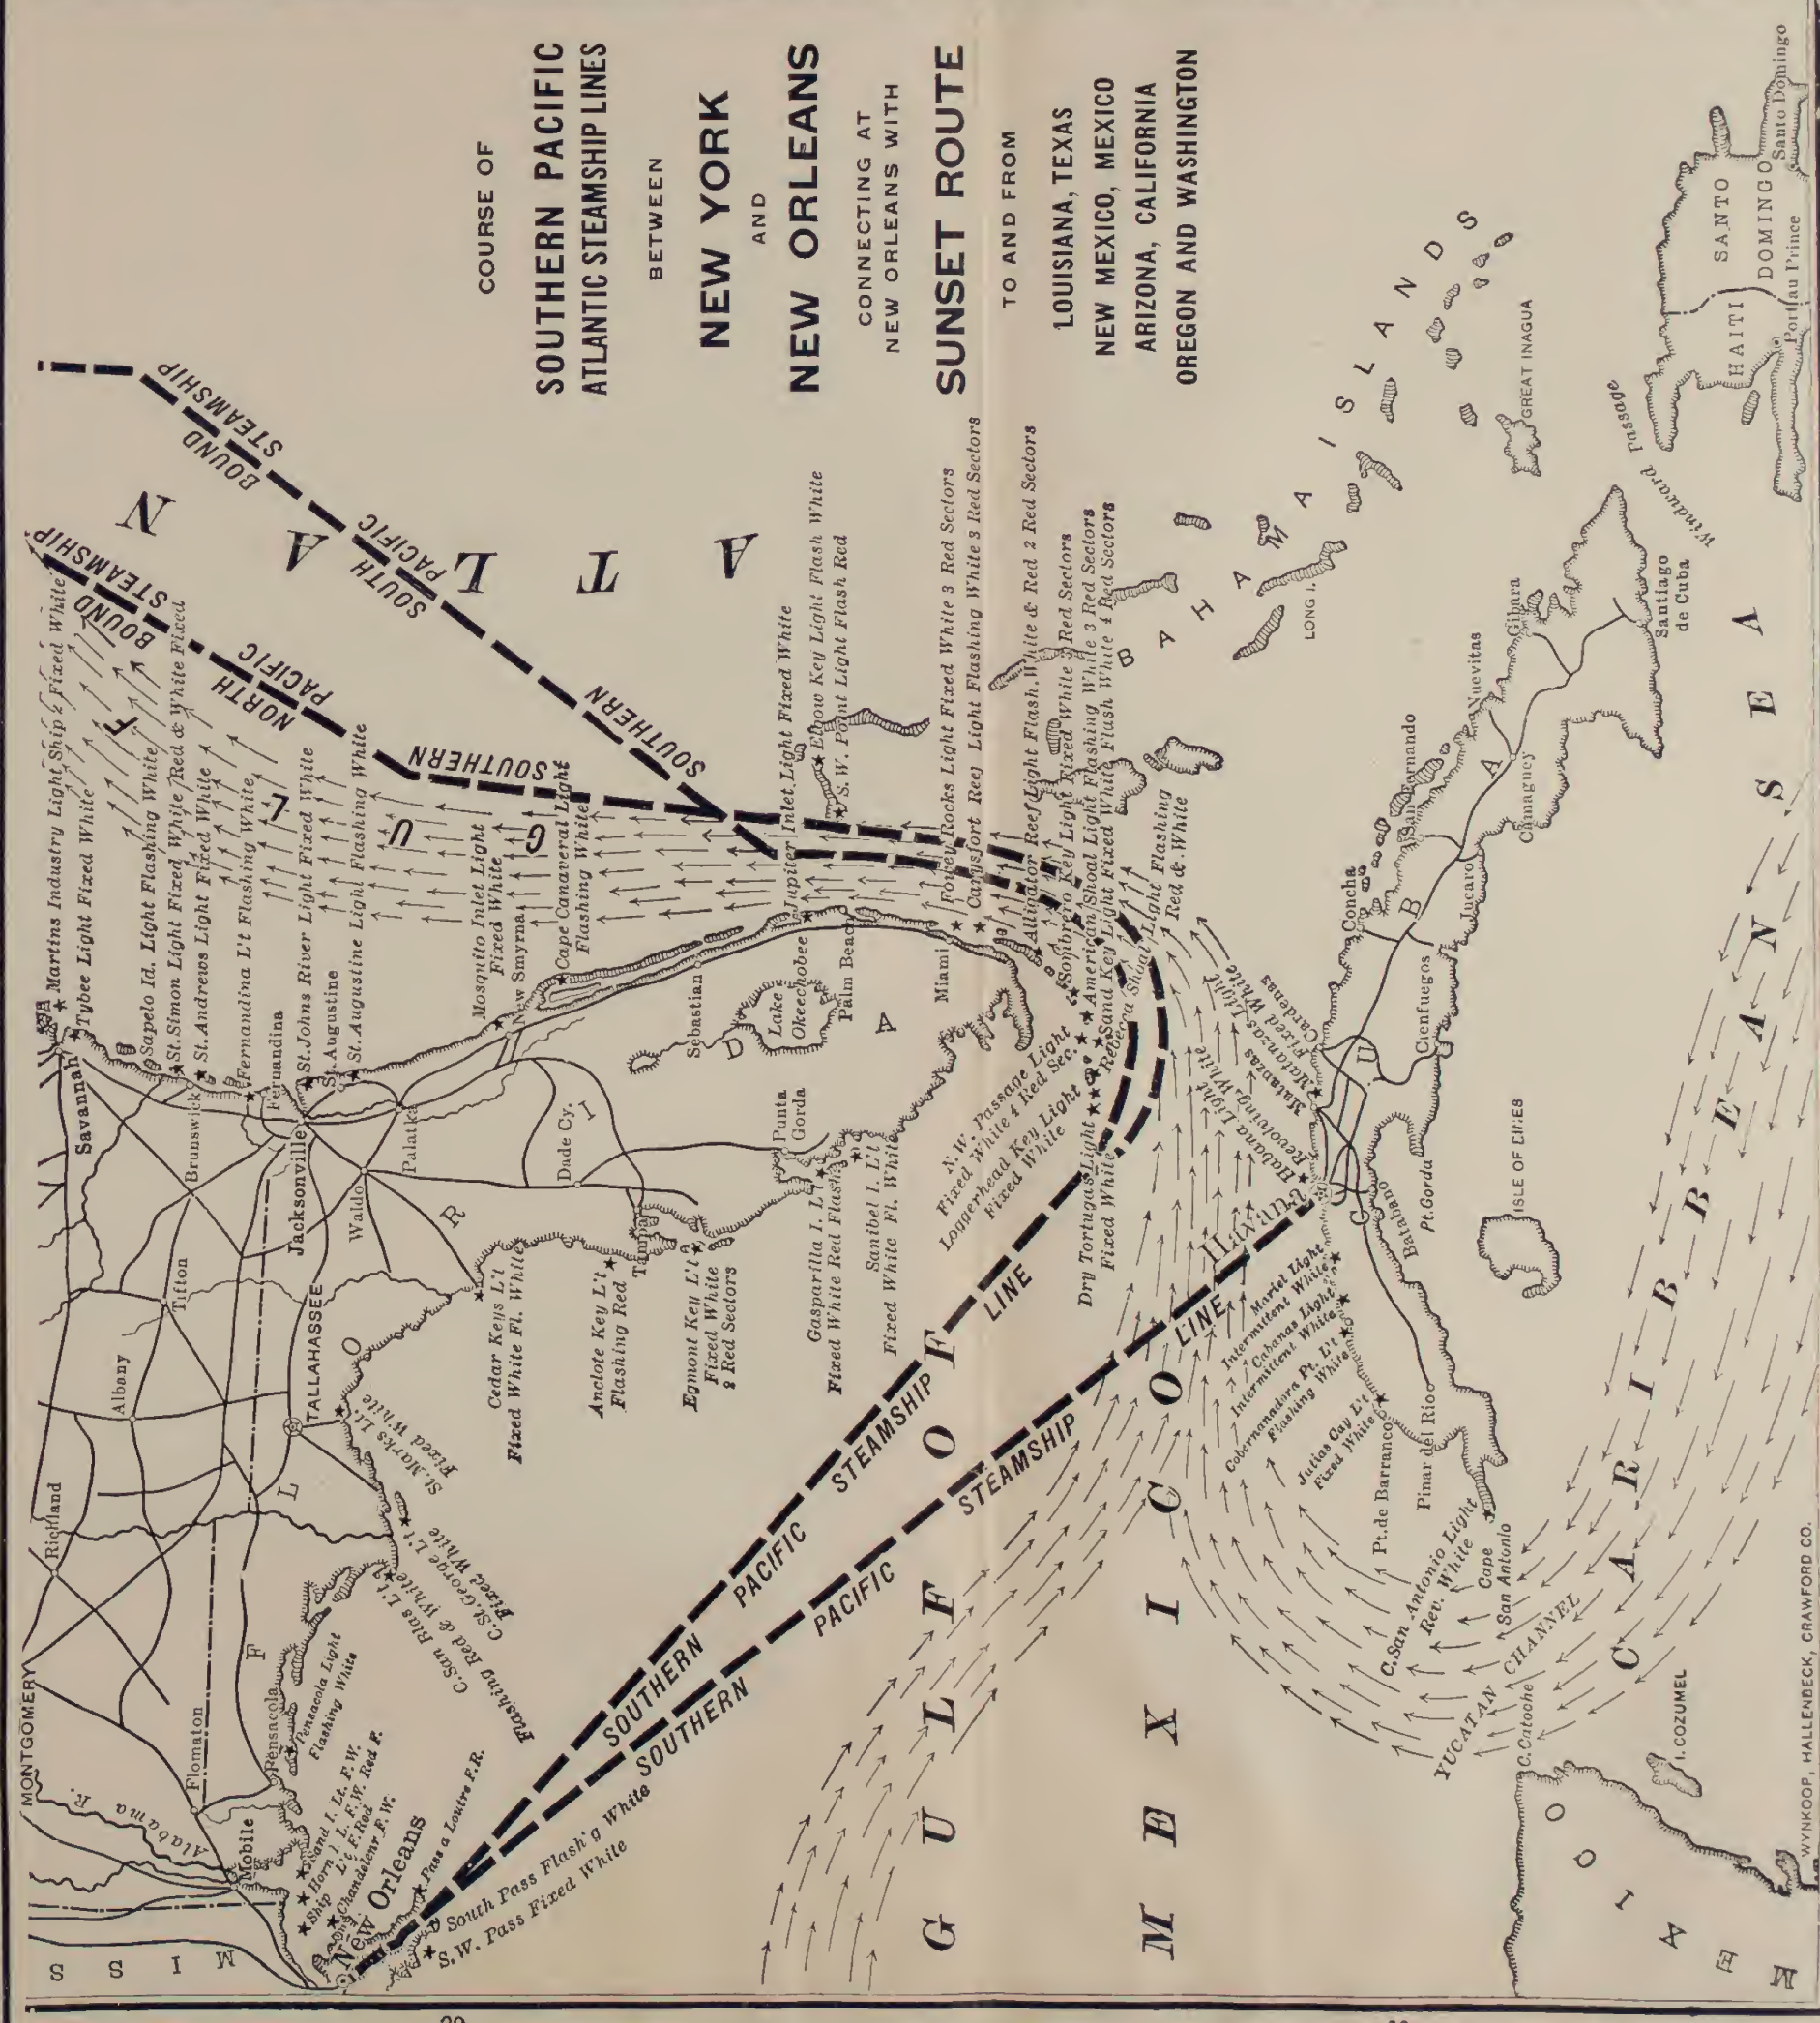 COURSE OF
SOUTHERN PACIFIC
ATLANTIC STEAMSHIP LINES
BETWEEN
NEW YORK
AND
NEW ORLEANS
CONNECTING AT
NEW ORLEANS WITH
SUNSET ROUTE
TO AND FROM
LOUISIANA, TEXAS
NEW MEXICO, MEXICO
ARIZONA, CALIFORNIA
OREGON AND WASHINGTON
SOUTHERN PACIFIC STEAMSHIP
NORTH BOUND
SOUTHERN PACIFIC STEAMSHIP
SOUTH BOUND
ATLAN
GULF
Martins Industry Light Ship 2 Fixed White
Tybee Light Fixed White
Sapelo Id. Light Flashing White
St. Simon Light Fixed White Red & White Fixed
St. Andrews Light Fixed White
Fernandina L't Flashing White
St. Johns River Light Fixed White
St. Augustine Light Flashing White
Mosquito Inlet Light
Fixed White
Cape Canaveral Light
Flashing White
Jupiter Inlet Light Fixed White
Elbow Key Light Flash White
S. W. Point Light Flash Red
Fowey Rocks Light Fixed White 3 Red Sectors
Carysfort Reef Light Flashing White 3 Red Sectors
Alligator Reef Light Flash. White & Red 2 Red Sectors
Sombrero Key Light Fixed White 3 Red Sectors
American Shoal Light Flashing White 3 Red Sectors
Sand Key Light Fixed White Flash White 4 Red Sectors
Rebecca Shoal Light Flashing
Red & White
Savannah
Brunswick
Fernandina
Jacksonville
St. Augustine
Palatka
Waldo
New Smyrna
Dade Cy.
Tampa
Sebastian
Lake
Okeechobee
Palm Beach
Miami
Punta
Gorda
FLORIDA
Tifton
Albany
TALLAHASSEE
Richland
MONTGOMERY
Flomaton
Pensacola
Alabama R.
Mobile
New Orleans
MISS
Cedar Keys L't
Fixed White Fl. White
Anclote Key L't
Flashing Red
Egmont Key L't
Fixed White
2 Red Sectors
Gasparilla I. L't
Fixed White Red Flash
Sanibel I. L't
Fixed White Fl. White
N. W. Passage Light
Fixed White 4 Red Sec.
Loggerhead Key Light
Fixed White
Dry Tortugas Light
Fixed White
St. Marks Lt.
Fixed White
C. St. George L't
Fixed White
C. San Blas L't
Flashing Red & White
Pensacola Light
Flashing White
Sand I. Lt. F. W.
Horn I. L. F. W. Red F.
Ship I. L't F. Red
Chandeleur F. W.
Pass a Loutre F. R.
South Pass Flash'g White
S. W. Pass Fixed White
SOUTHERN PACIFIC STEAMSHIP LINE
SOUTHERN PACIFIC STEAMSHIP LINE
GULF OF
MEXICO
BAHAMA ISLANDS
LONG I.
GREAT INAGUA
Windward Passage
HAITI
SANTO
DOMINGO
Santo Domingo
Port au Prince
CUBA
Havana
Habana Light
Revolving White
Matanzas
Matanzas Light
Fixed White
Cardenas
Mariel Light
Intermittent White
Cabanas Light
Intermittent White
Gobernanadora Pt. L't
Flashing White
Jutias Cay L't
Fixed White
Pt. de Barranco
Pinar del Rio
C. San Antonio Light
Rev. White
Cape
San Antonio
Batabano
Pt. Gorda
ISLE OF PINES
Cienfuegos
Concha
Jucaro
San Fernando
Camaguey
Nuevitas
Gibara
Santiago
de Cuba
YUCATAN CHANNEL
C. Catoche
I. COZUMEL
MEXICO
CARIBBEAN SEA
WYNKOOP, HALLENBECK, CRAWFORD CO.